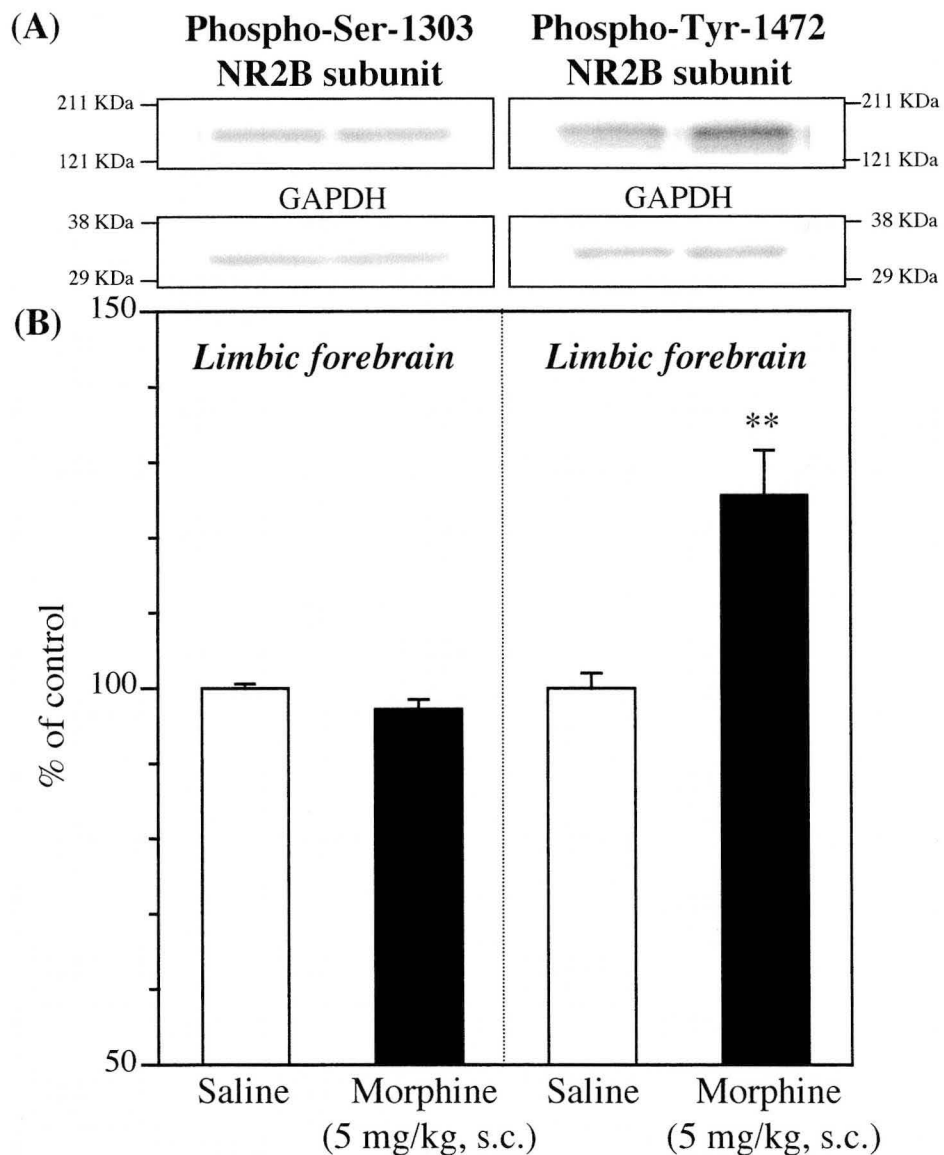 (A)
Phospho-Ser-1303 Phospho-Tyr-1472
NR2B subunit NR2B subunit
211 KDa 211 KDa
121 KDa 121 KDa
GAPDH GAPDH
38 KDa 38 KDa
29 KDa 29 KDa
(B)
150
Limbic forebrain Limbic forebrain
**
% of control
100
50
Saline Morphine Saline Morphine
(5 mg/kg, s.c.) (5 mg/kg, s.c.)